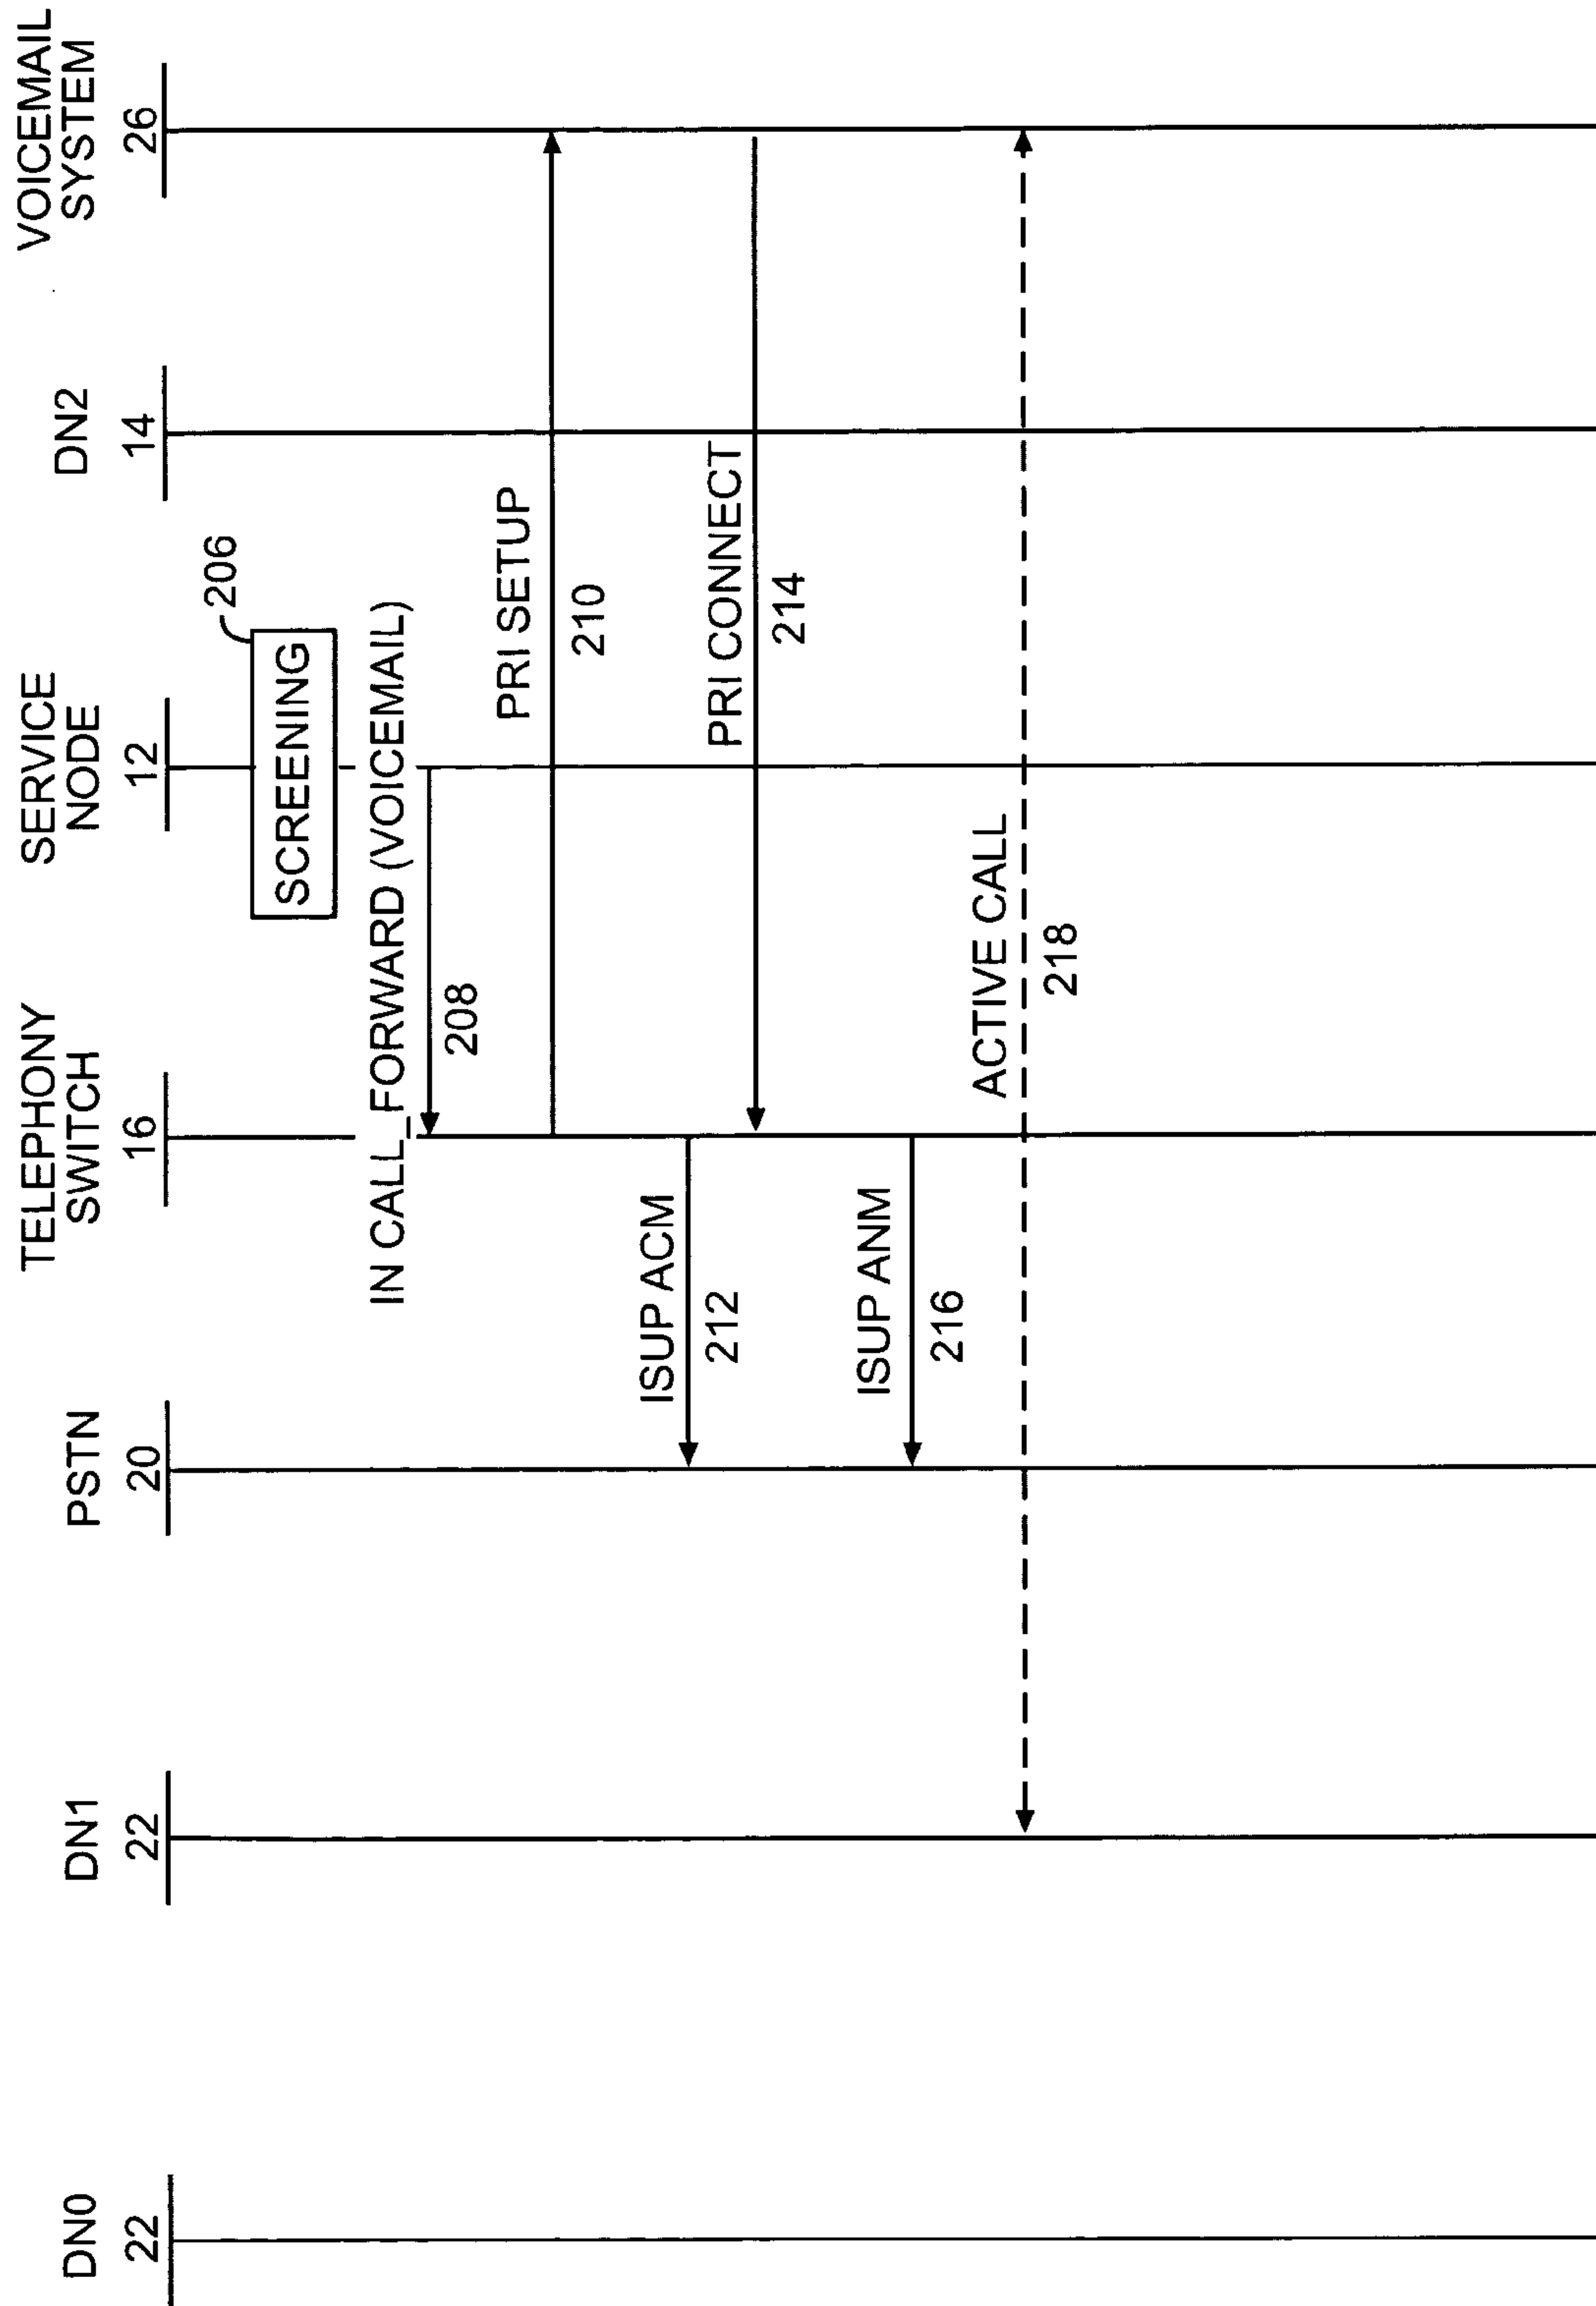 DN0
22
DN1
22
PSTN
20
TELEPHONY
SWITCH
16
SERVICE
NODE
12
DN2
14
VOICEMAIL
SYSTEM
26
SCREENING
206
IN CALL_FORWARD (VOICEMAIL)
208
PRI SETUP
210
ISUP ACM
212
PRI CONNECT
214
ISUP ANM
216
ACTIVE CALL
218